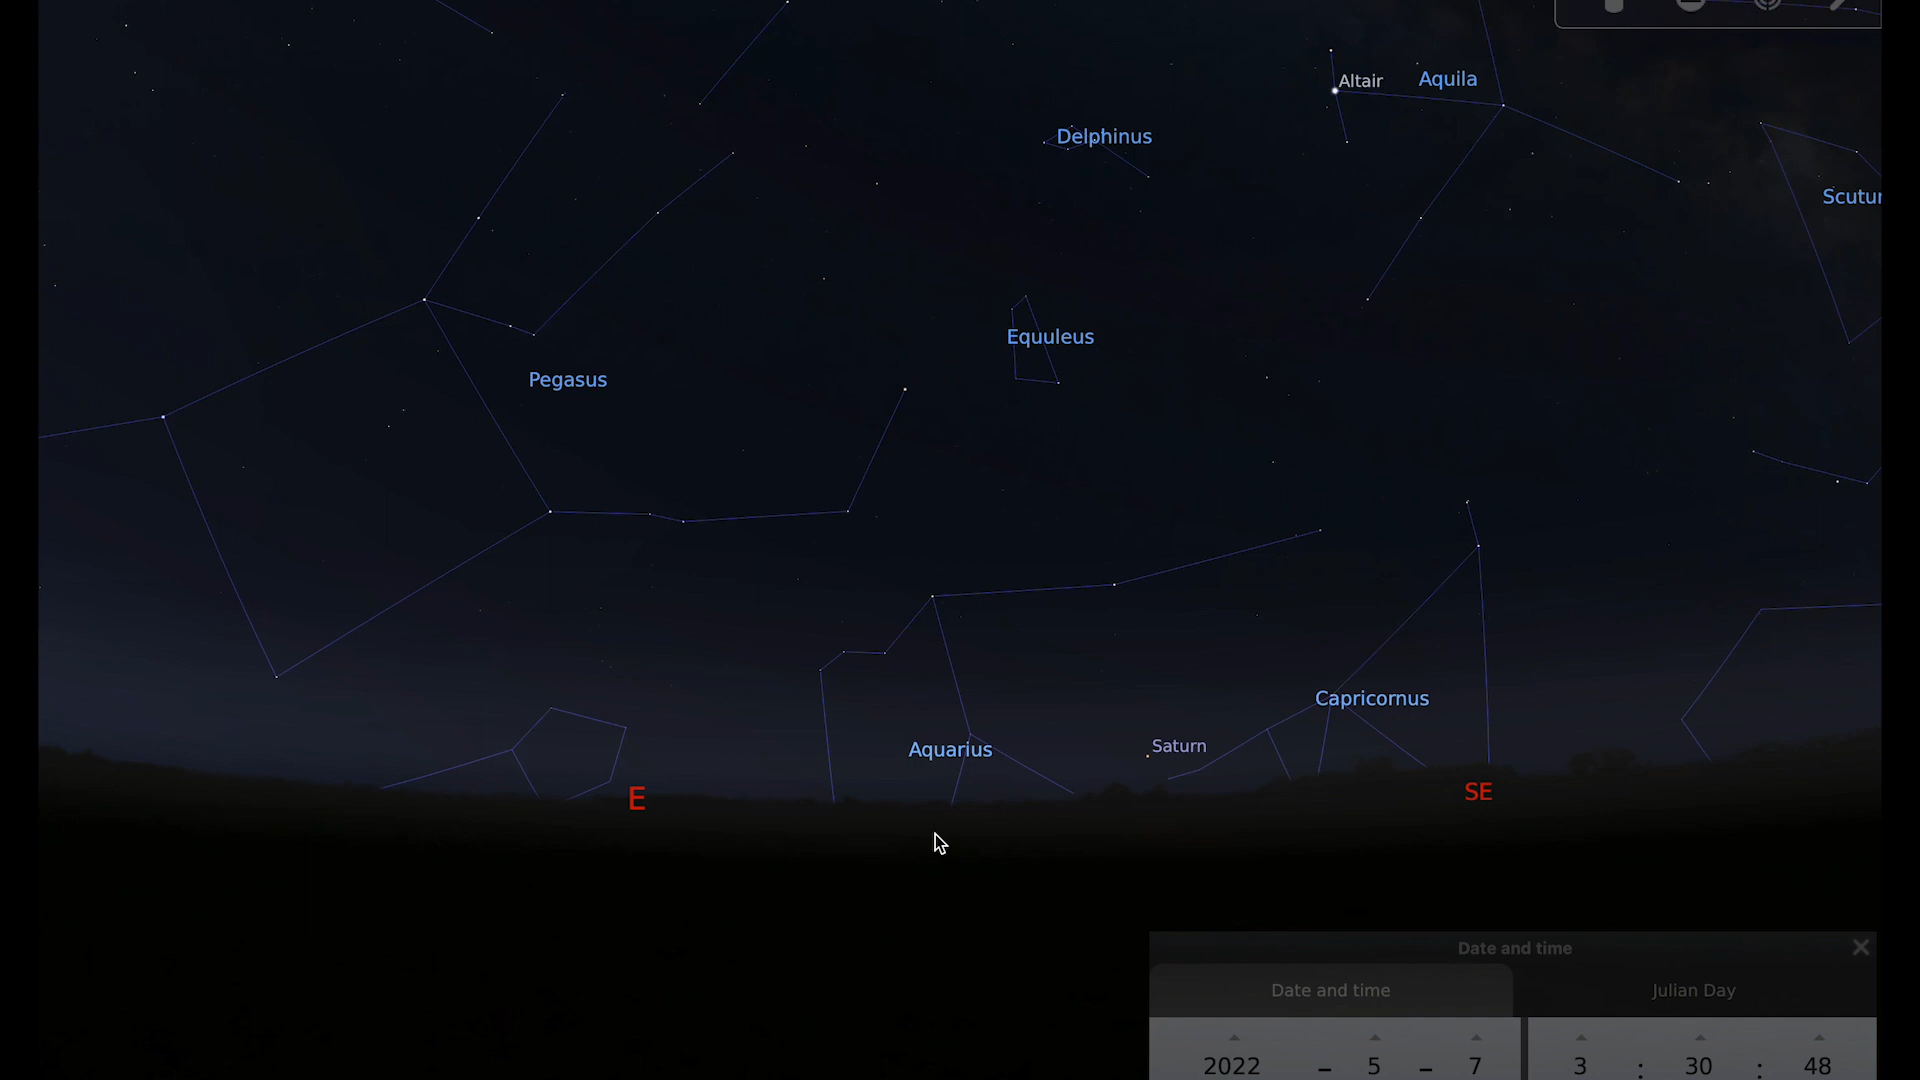 Altair
Aquila
Delphinus
Equuleus
Pegasus
Capricornus
Saturn
Aquarius
E
SE
Date and time
Date and time
Julian Day
2022 - 5 - 7
3 : 30 : 48